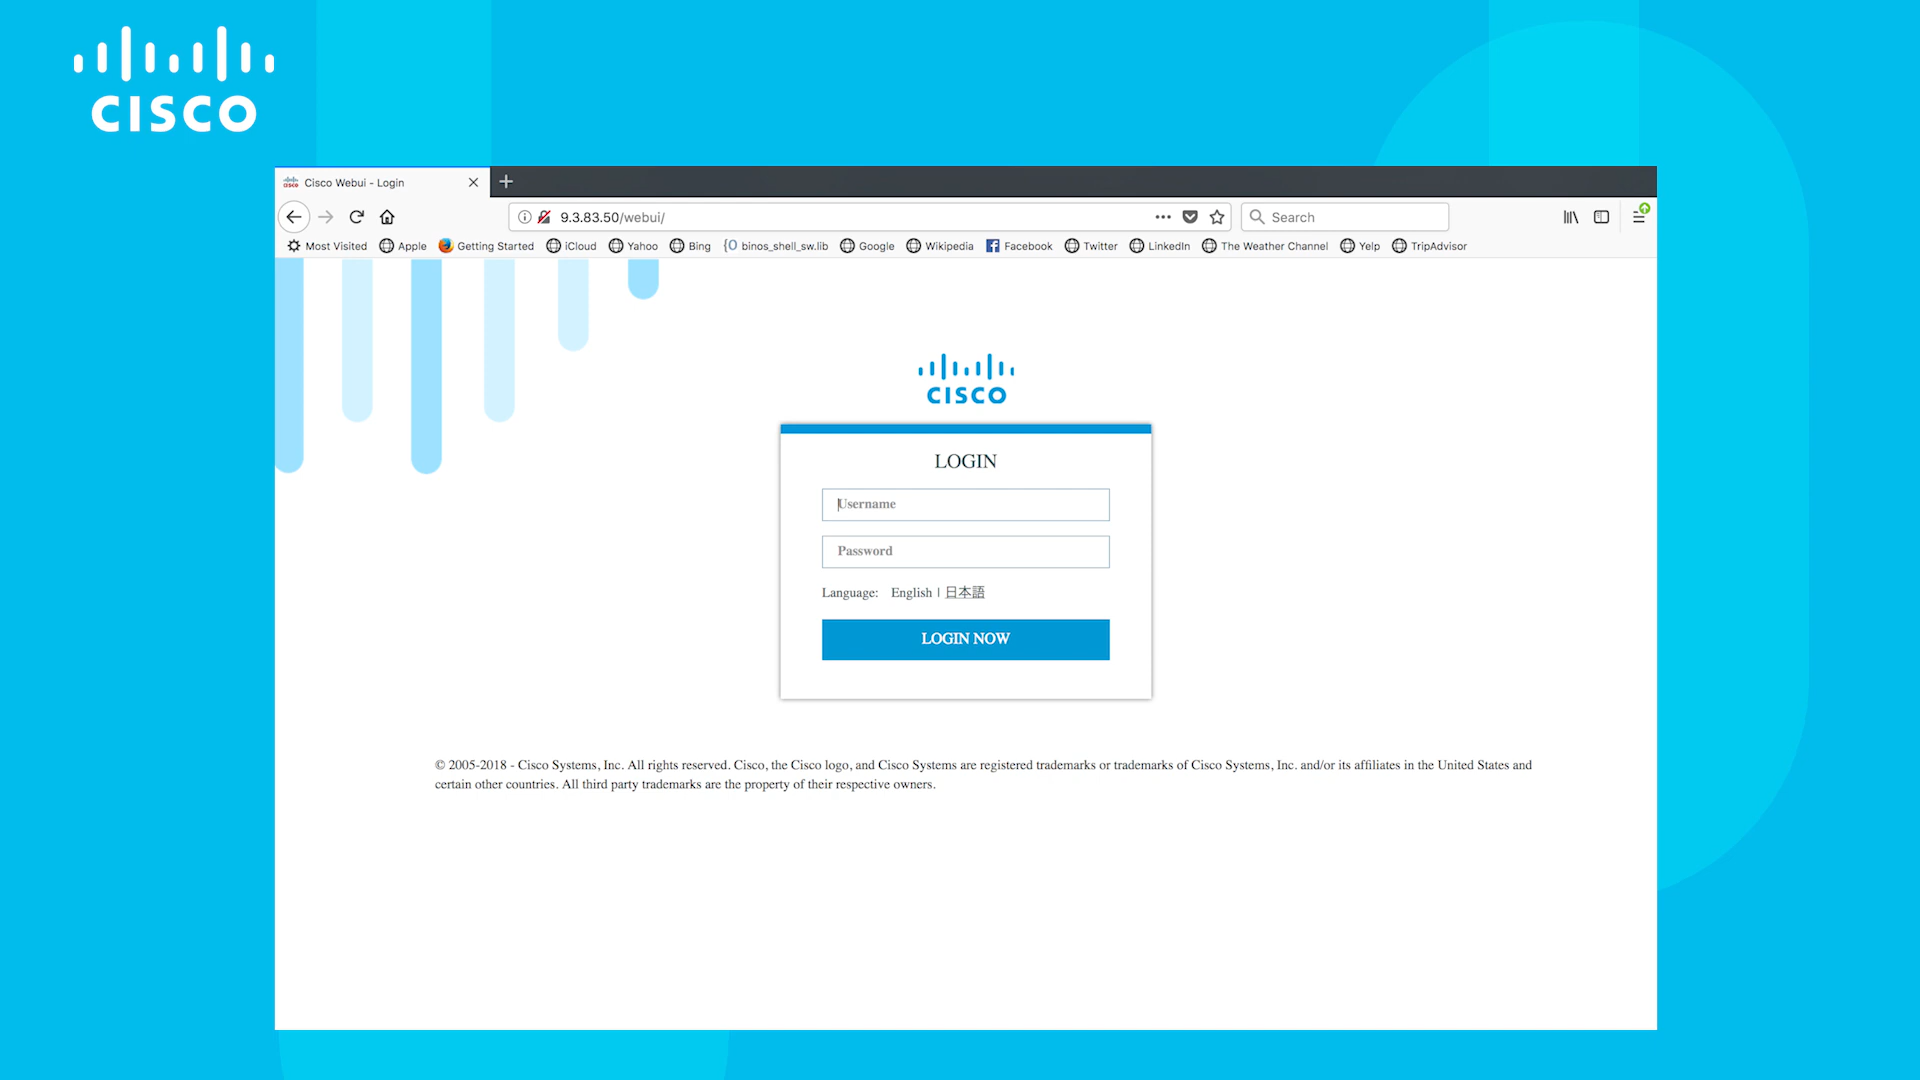 CISCO
Cisco Webui - Login
9.3.83.50/webui/
Search
Most Visited Apple Getting Started iCloud Yahoo Bing {O binos_shell_sw.lib Google Wikipedia Facebook Twitter LinkedIn The Weather Channel Yelp TripAdvisor
CISCO
LOGIN
Username
Password
Language: English | 日本語
LOGIN NOW
© 2005-2018 - Cisco Systems, Inc. All rights reserved. Cisco, the Cisco logo, and Cisco Systems are registered trademarks or trademarks of Cisco Systems, Inc. and/or its affiliates in the United States and
certain other countries. All third party trademarks are the property of their respective owners.